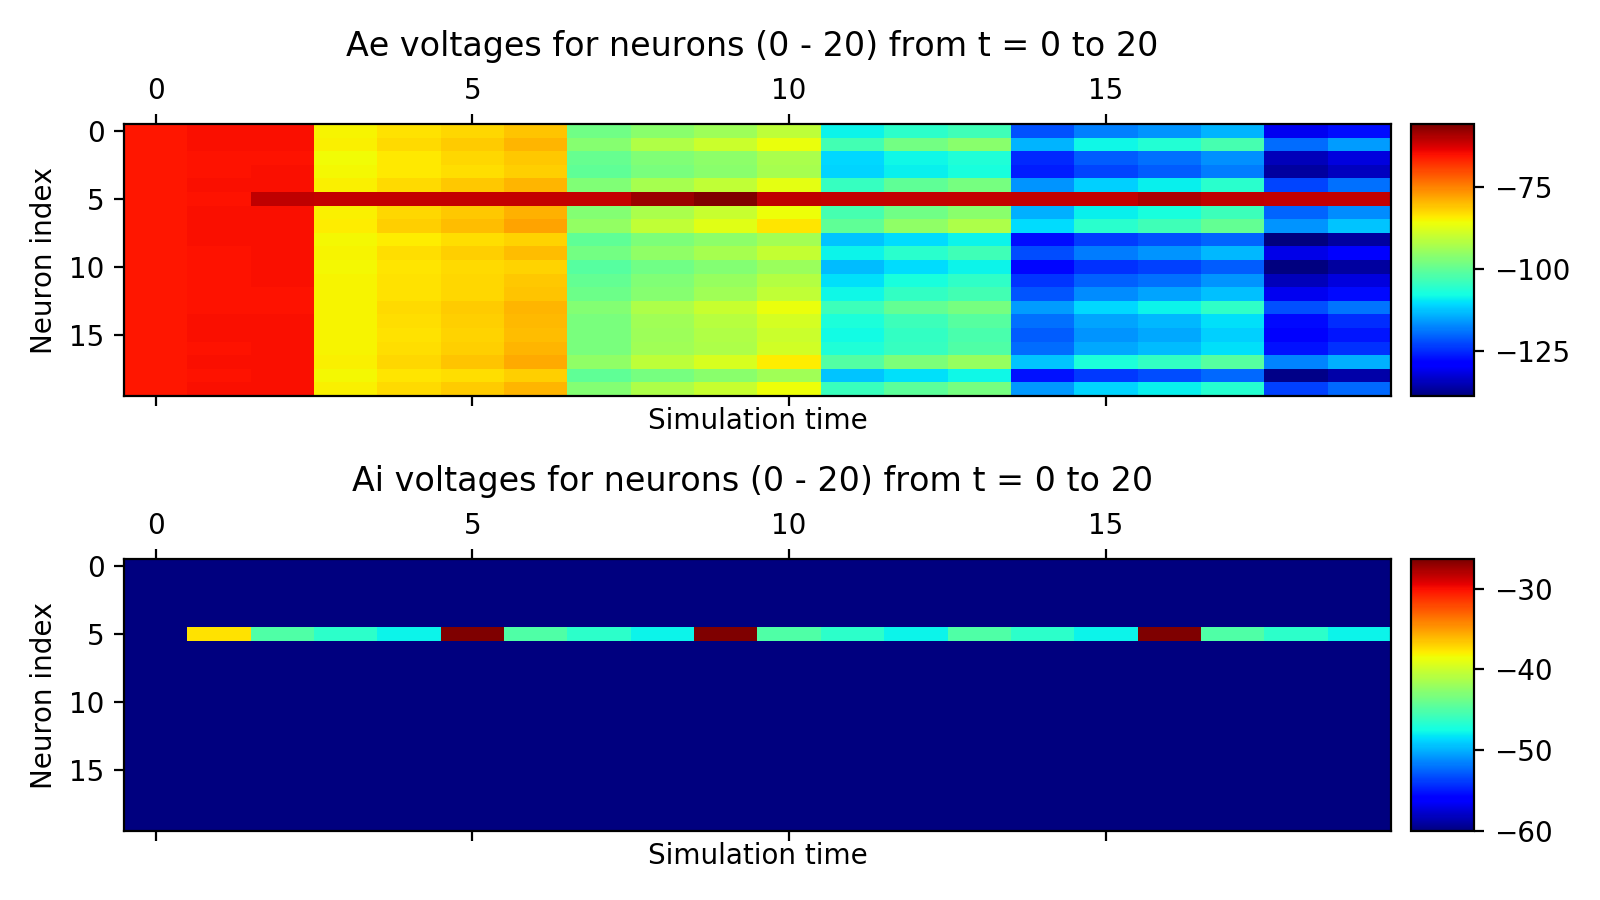 Ae voltages for neurons (0 - 20) from t = 0 to 20
0 5 10 15
Neuron index
0
5
10
15
Simulation time
−75
−100
−125
Ai voltages for neurons (0 - 20) from t = 0 to 20
0 5 10 15
Neuron index
0
5
10
15
Simulation time
−30
−40
−50
−60